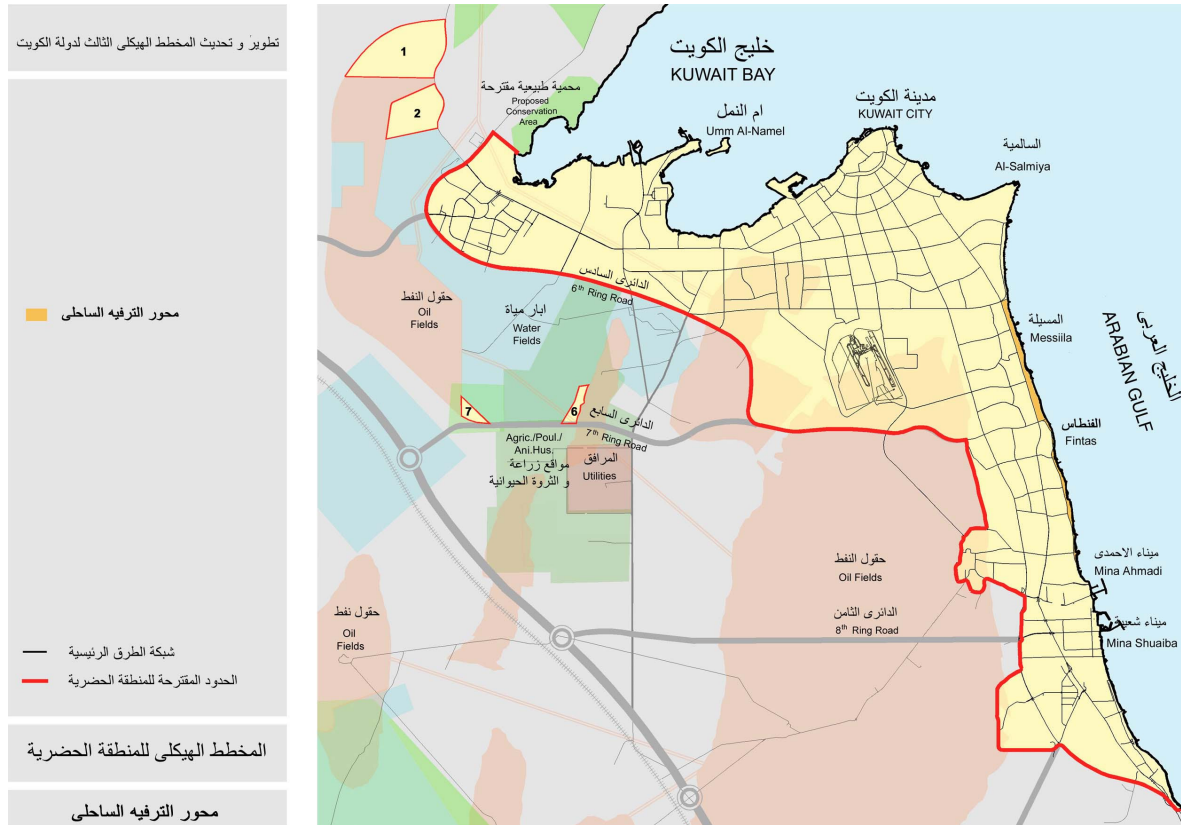 تطوير و تحديث المخطط الهيكلى الثالث لدولة الكويت
محور الترفيه الساحلى
شبكة الطرق الرئيسية
الحدود المقترحة للمنطقة الحضرية
المخطط الهيكلى للمنطقة الحضرية
محور الترفيه الساحلى
1
2
محمية طبيعية مقترحة
Proposed
Conservation
Area
خليج الكويت
KUWAIT BAY
ام النمل
Umm Al-Namel
مدينة الكويت
KUWAIT CITY
السالمية
Al-Salmiya
الدائرى السادس
6th Ring Road
حقول النفط
Oil
Fields
ابار مياة
Water
Fields
المسيلة
Messiila
الخليج العربى
ARABIAN GULF
7
6
الدائرى السابع
7th Ring Road
الفنطاس
Fintas
Agric./Poul./
Ani.Hus.
مواقع زراعة
و الثروة الحيوانية
المرافق
Utilities
حقول النفط
Oil Fields
ميناء الاحمدى
Mina Ahmadi
الدائرى الثامن
8th Ring Road
ميناء شعيبة
Mina Shuaiba
حقول نفط
Oil
Fields